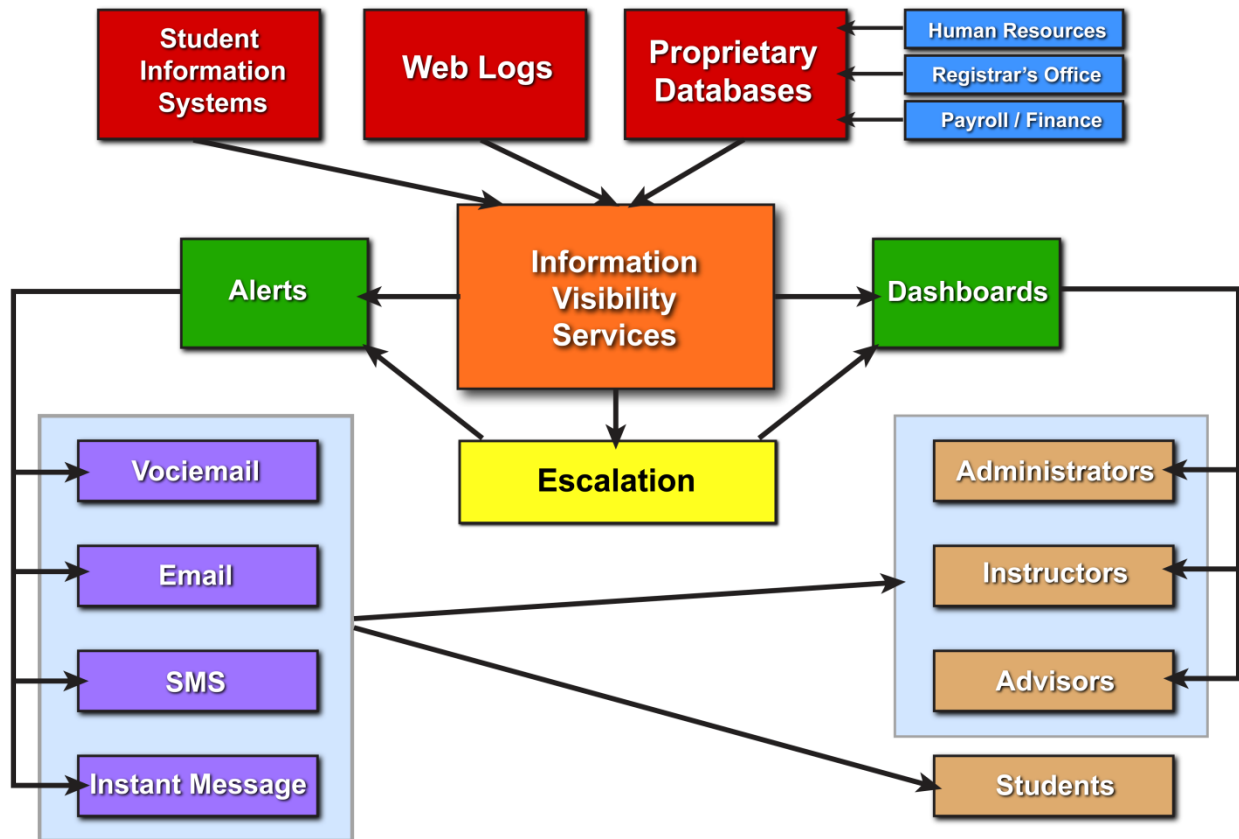 Student
Information
Systems
Web Logs
Proprietary
Databases
Human Resources
Registrar's Office
Payroll / Finance
Information
Visibility
Services
Alerts
Dashboards
Escalation
Vociemail
Email
SMS
Instant Message
Administrators
Instructors
Advisors
Students